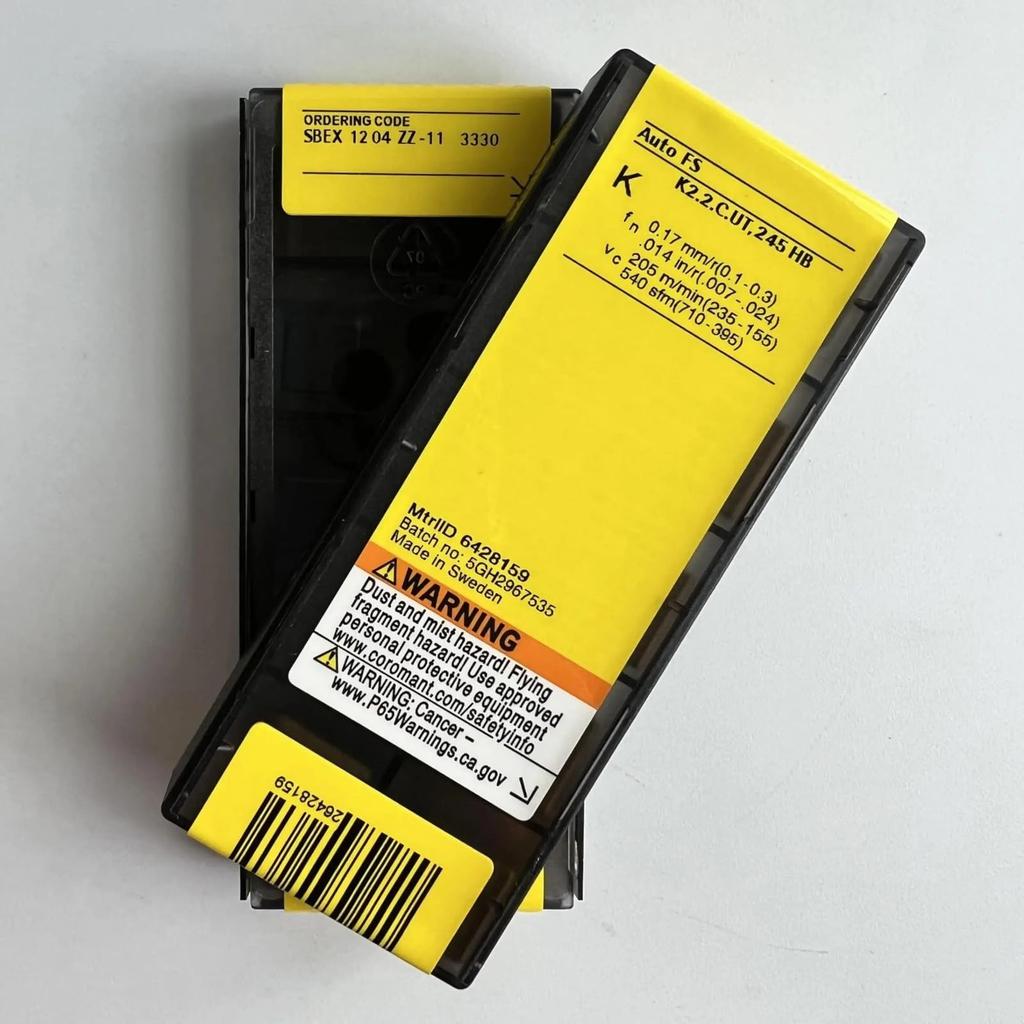 ORDERING CODE
SBEX 12 04 ZZ-11 3330
Auto FS
K K2.2.C.UT,245 HB
fn 0.17 mm/r(0.1-0.3)
.014 in/r(.007-.024)
vc 205 m/min(235-155)
540 sfm(710-395)
MtrlID 6428159
Batch no: 5GH2967535
Made in Sweden
⚠WARNING
Dust and mist hazard! Flying
fragment hazard! Use approved
personal protective equipment
www.coromant.com/safetyinfo
⚠WARNING: Cancer –
www.P65Warnings.ca.gov
26428159
07
PC